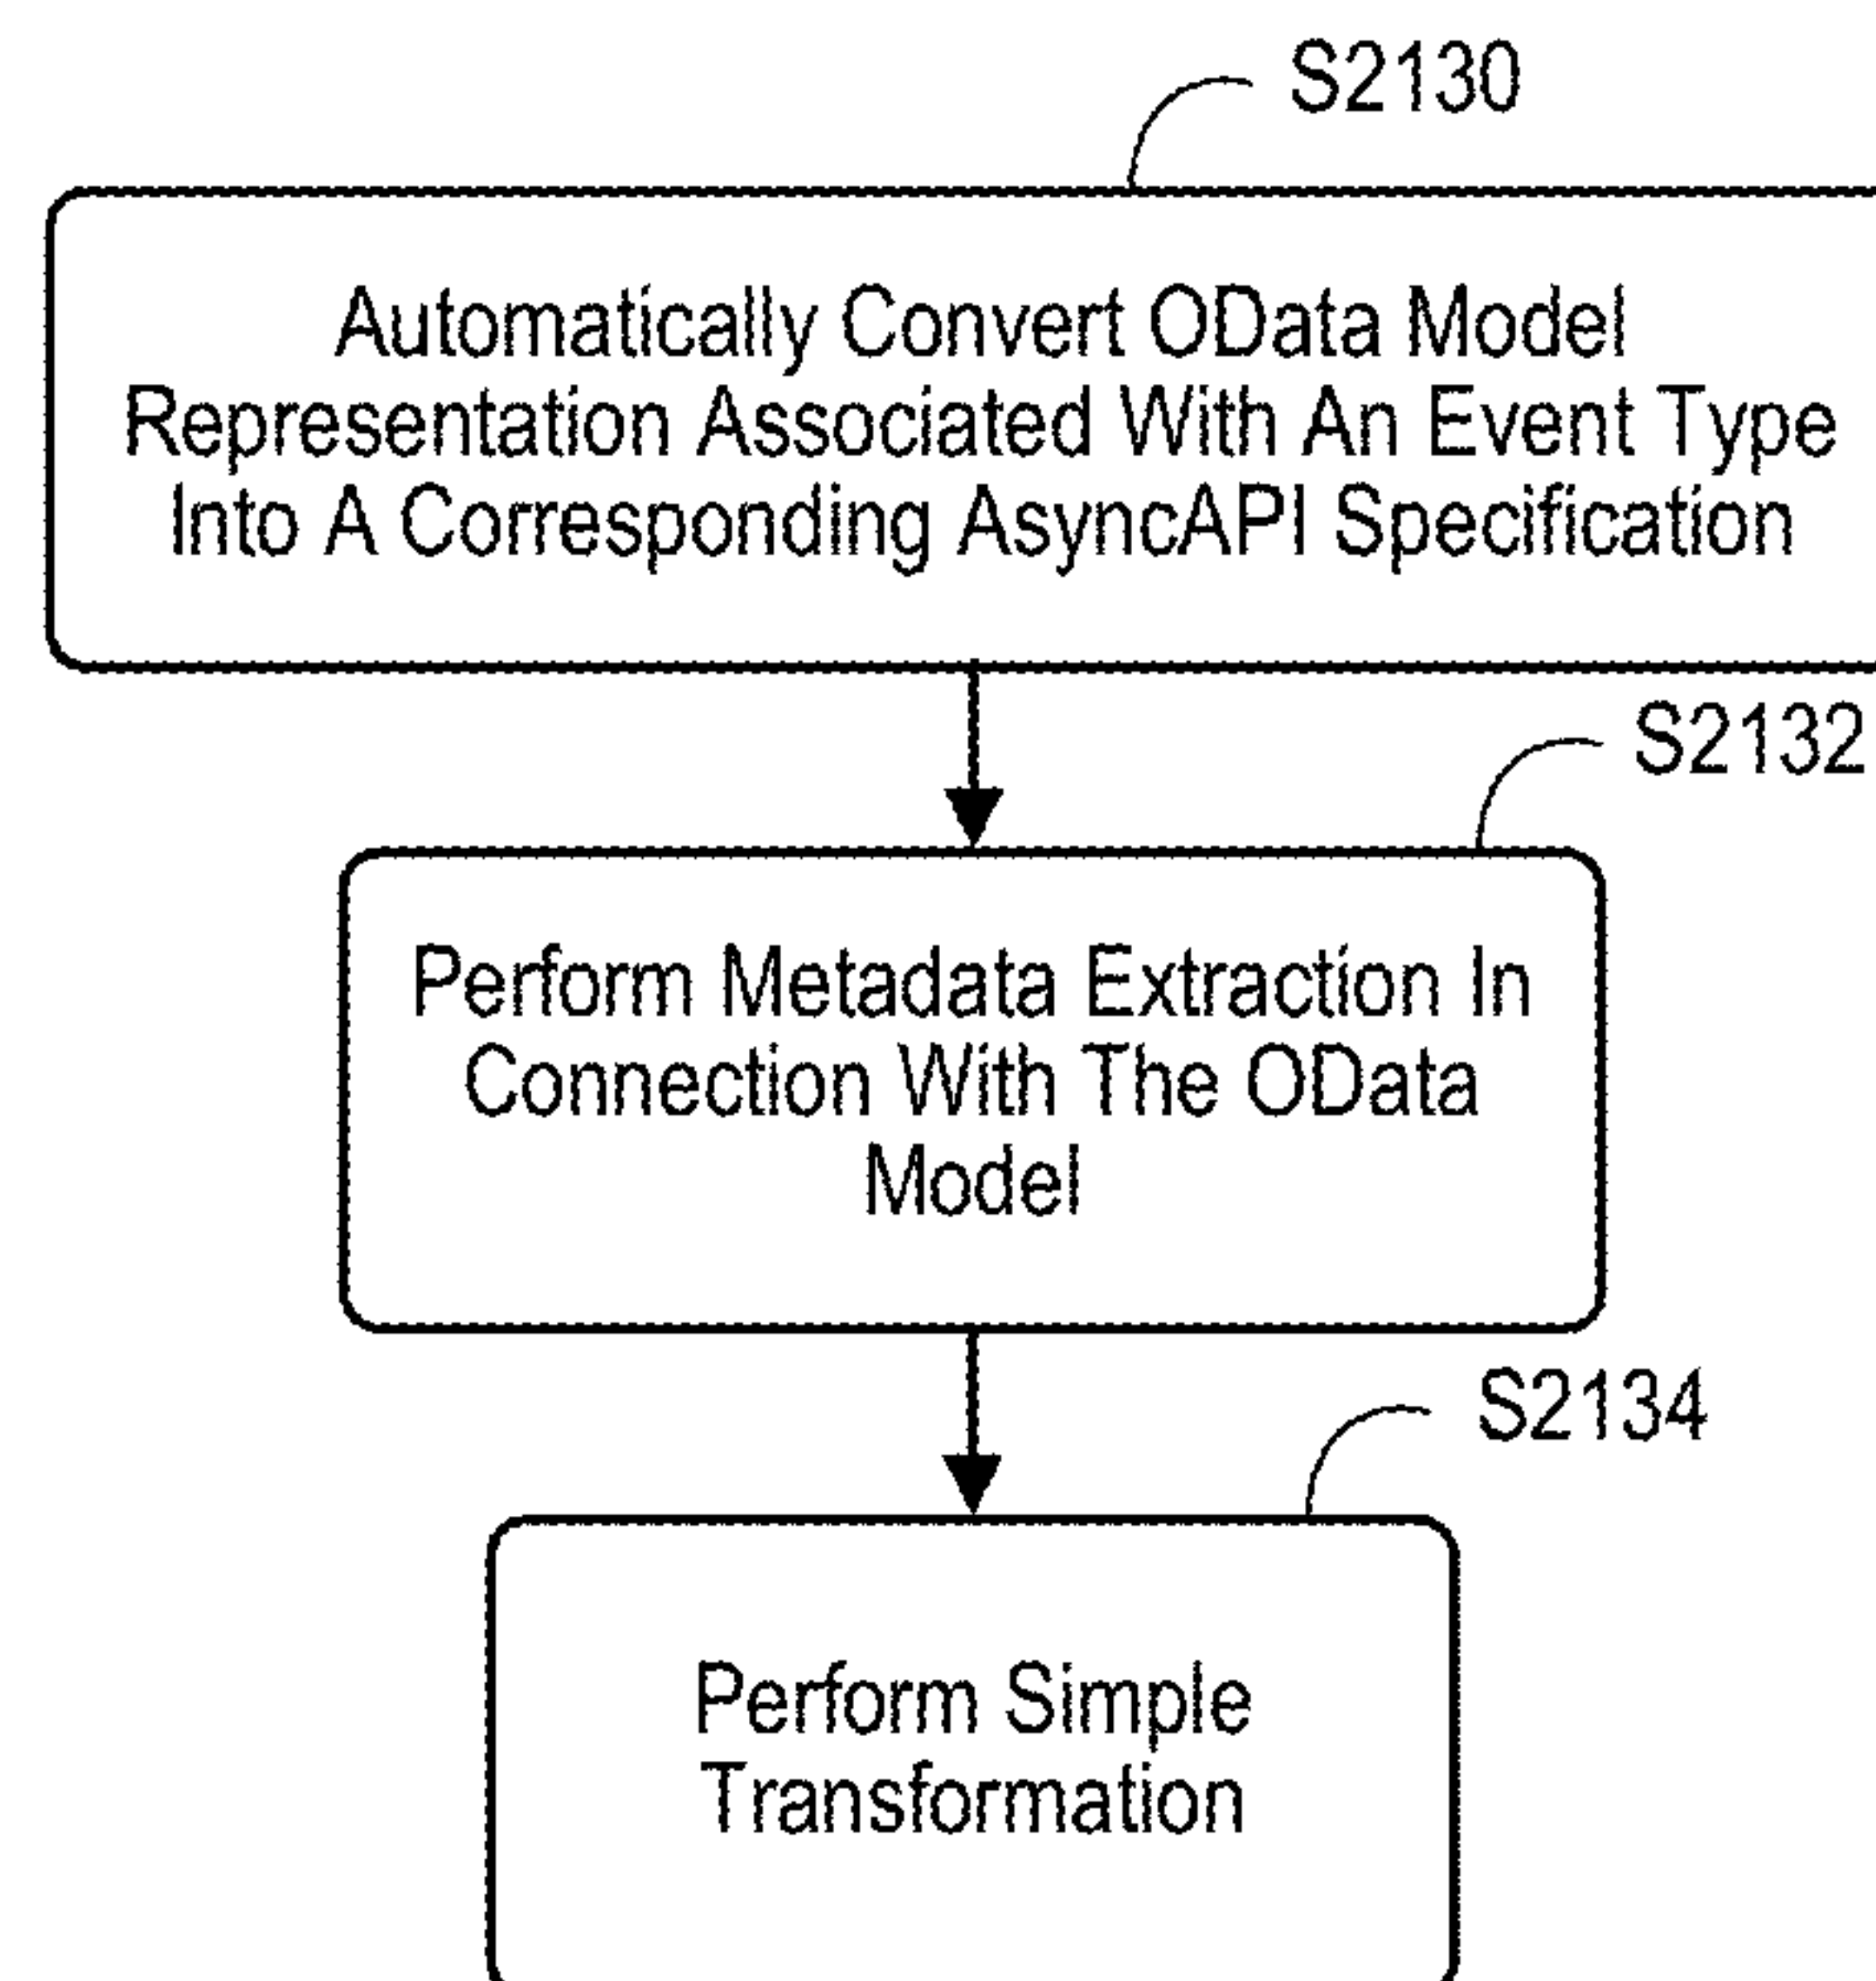 S2130
Automatically Convert OData Model
Representation Associated With An Event Type
Into A Corresponding AsyncAPI Specification
S2132
Perform Metadata Extraction In
Connection With The OData
Model
S2134
Perform Simple
Transformation